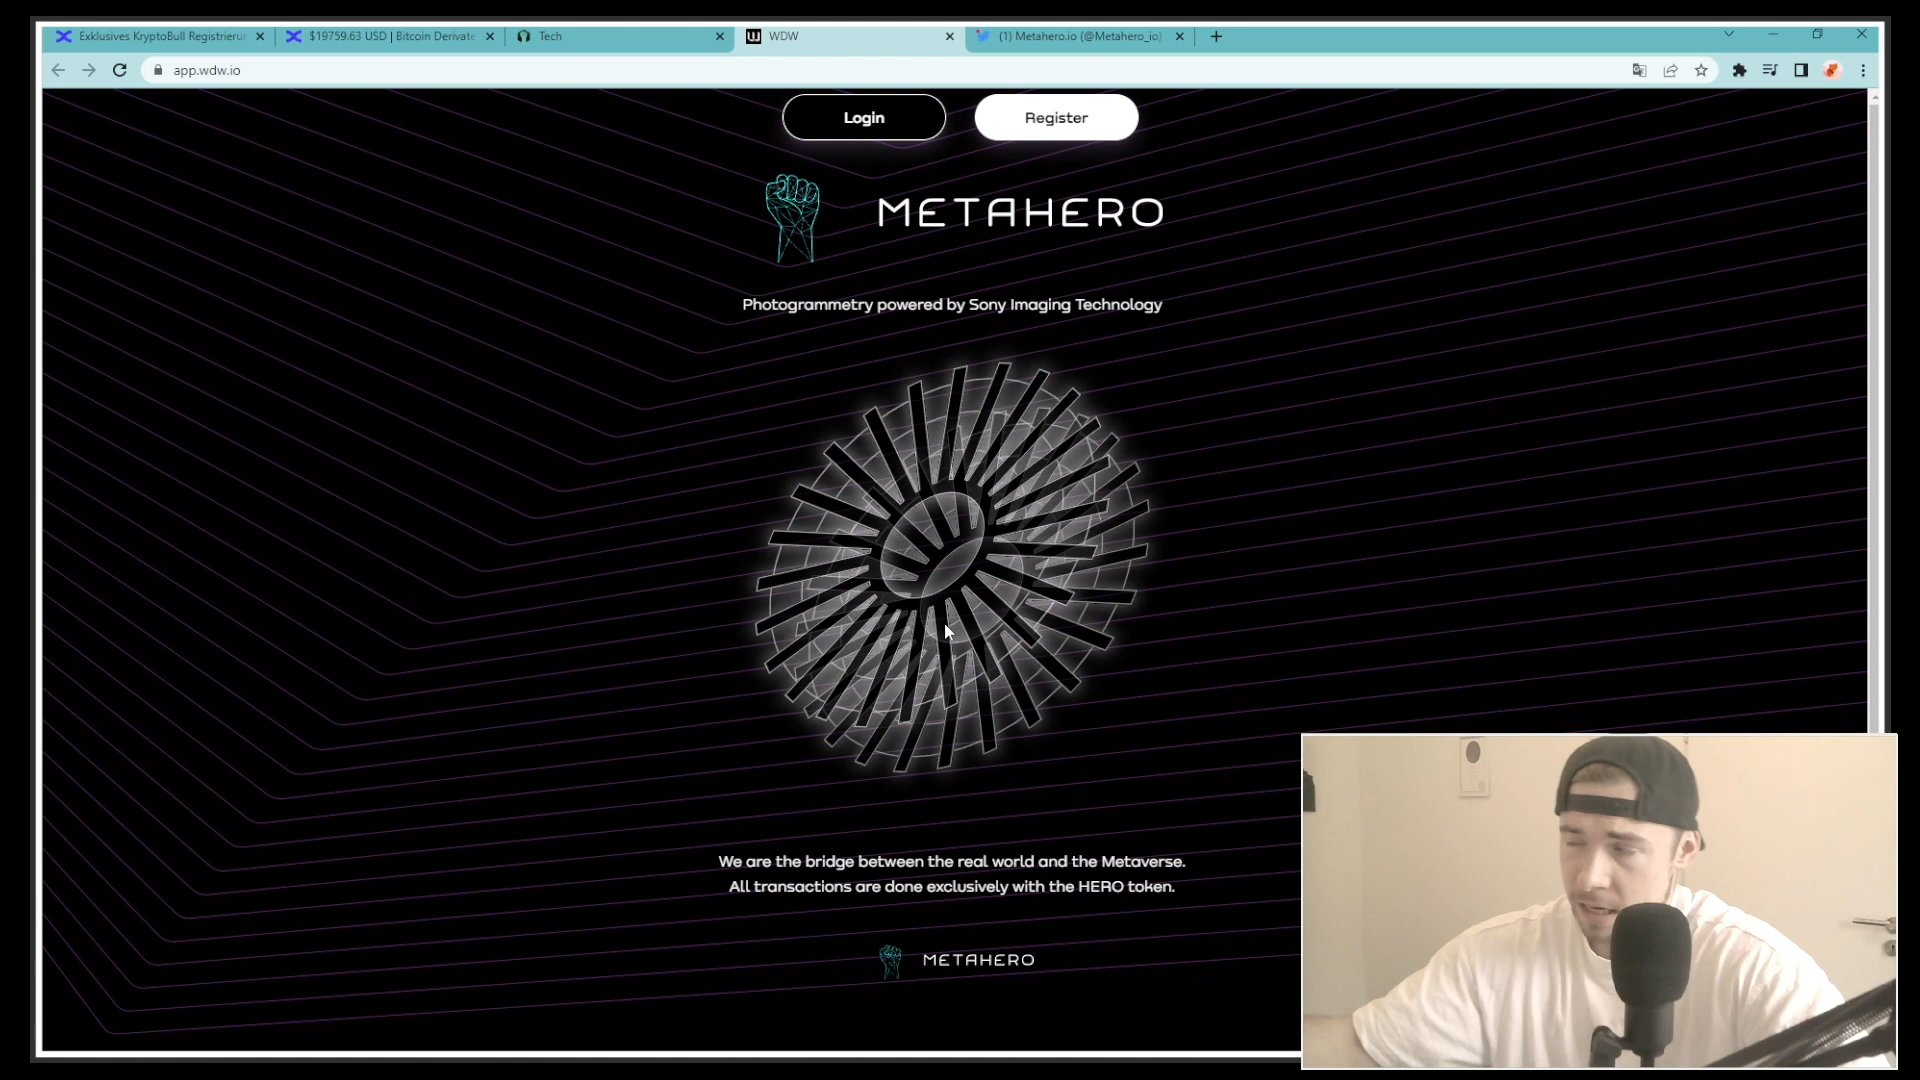 Exklusives KryptoBull Registrierun
$19759.63 USD | Bitcoin Derivate
Tech
WDW
(1) Metahero.io (@Metahero_io)
app.wdw.io
Login
Register
METAHERO
Photogrammetry powered by Sony Imaging Technology
We are the bridge between the real world and the Metaverse.
All transactions are done exclusively with the HERO token.
METAHERO